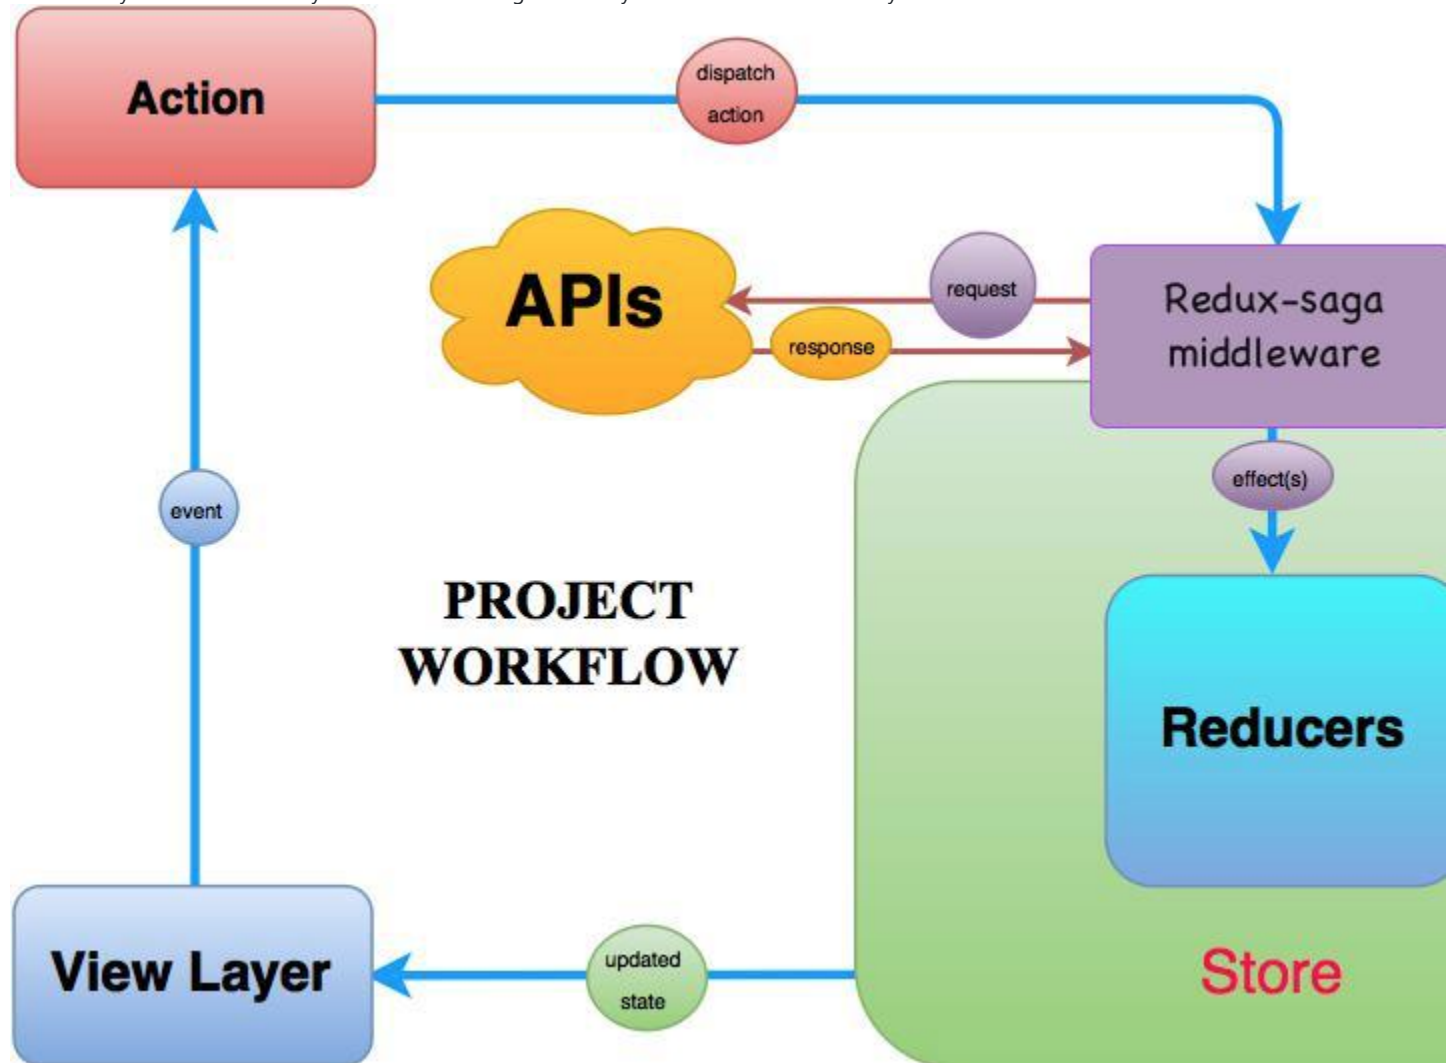 Action
dispatch
action
APIs
request
response
Redux-saga
middleware
effect(s)
event
PROJECT
WORKFLOW
Reducers
View Layer
updated
state
Store